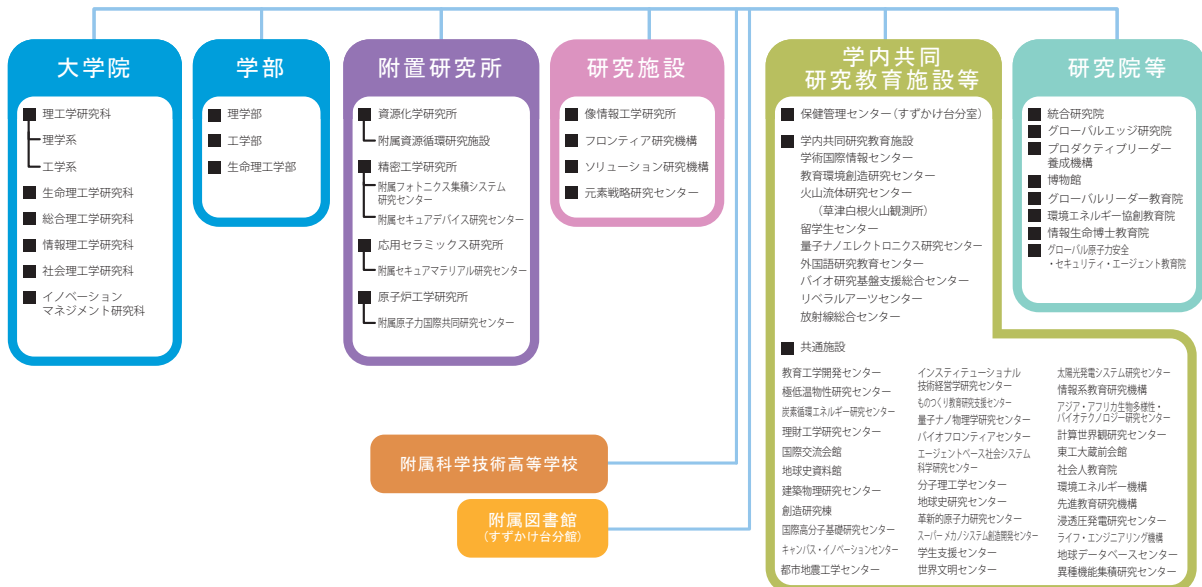 大学院
■ 理工学研究科
理学系
工学系
■ 生命理工学研究科
■ 総合理工学研究科
■ 情報理工学研究科
■ 社会理工学研究科
■ イノベーション
マネジメント研究科
学部
■ 理学部
■ 工学部
■ 生命理工学部
附置研究所
■ 資源化学研究所
附属資源循環研究施設
■ 精密工学研究所
附属フォトニクス集積システム
研究センター
附属セキュアデバイス研究センター
■ 応用セラミックス研究所
附属セキュアマテリアル研究センター
■ 原子炉工学研究所
附属原子力国際共同研究センター
研究施設
■ 像情報工学研究所
■ フロンティア研究機構
■ ソリューション研究機構
■ 元素戦略研究センター
学内共同
研究教育施設等
■ 保健管理センター(すずかけ台分室)
■ 学内共同研究教育施設
学術国際情報センター
教育環境創造研究センター
火山流体研究センター
(草津白根火山観測所)
留学生センター
量子ナノエレクトロニクス研究センター
外国語研究教育センター
バイオ研究基盤支援総合センター
リベラルアーツセンター
放射線総合センター
■ 共通施設
教育工学開発センター
極低温物性研究センター
炭素循環エネルギー研究センター
理財工学研究センター
国際交流会館
地球史資料館
建築物理研究センター
創造研究棟
国際高分子基礎研究センター
キャンパス・イノベーションセンター
都市地震工学センター
インスティテューショナル
技術経営学研究センター
ものつくり教育研究支援センター
量子ナノ物理学研究センター
バイオフロンティアセンター
エージェントベース社会システム
科学研究センター
分子理工学センター
地球史研究センター
革新的原子力研究センター
スーパーメカノシステム創造開発センター
学生支援センター
世界文明センター
太陽光発電システム研究センター
情報系教育研究機構
アジア・アフリカ生物多様性・
バイオテクノロジー研究センター
計算世界観研究センター
東工大蔵前会館
社会人教育院
環境エネルギー機構
先進教育研究機構
浸透圧発電研究センター
ライフ・エンジニアリング機構
地球データベースセンター
異種機能集積研究センター
研究院等
■ 統合研究院
■ グローバルエッジ研究院
■ プロダクティブリーダー
養成機構
■ 博物館
■ グローバルリーダー教育院
■ 環境エネルギー協創教育院
■ 情報生命博士教育院
■ グローバル原子力安全
・セキュリティ・エージェント教育院
附属科学技術高等学校
附属図書館
(すずかけ台分館)